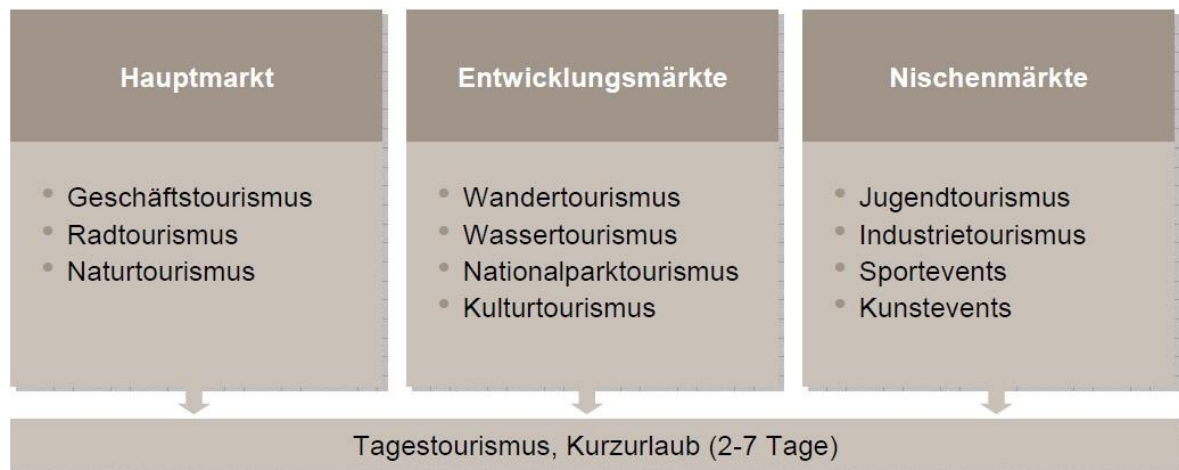 Hauptmarkt
• Geschäftstourismus
• Radtourismus
• Naturtourismus
Entwicklungsmärkte
• Wandertourismus
• Wassertourismus
• Nationalparktourismus
• Kulturtourismus
Nischenmärkte
• Jugendtourismus
• Industrietourismus
• Sportevents
• Kunstevents
Tagestourismus, Kurzurlaub (2-7 Tage)